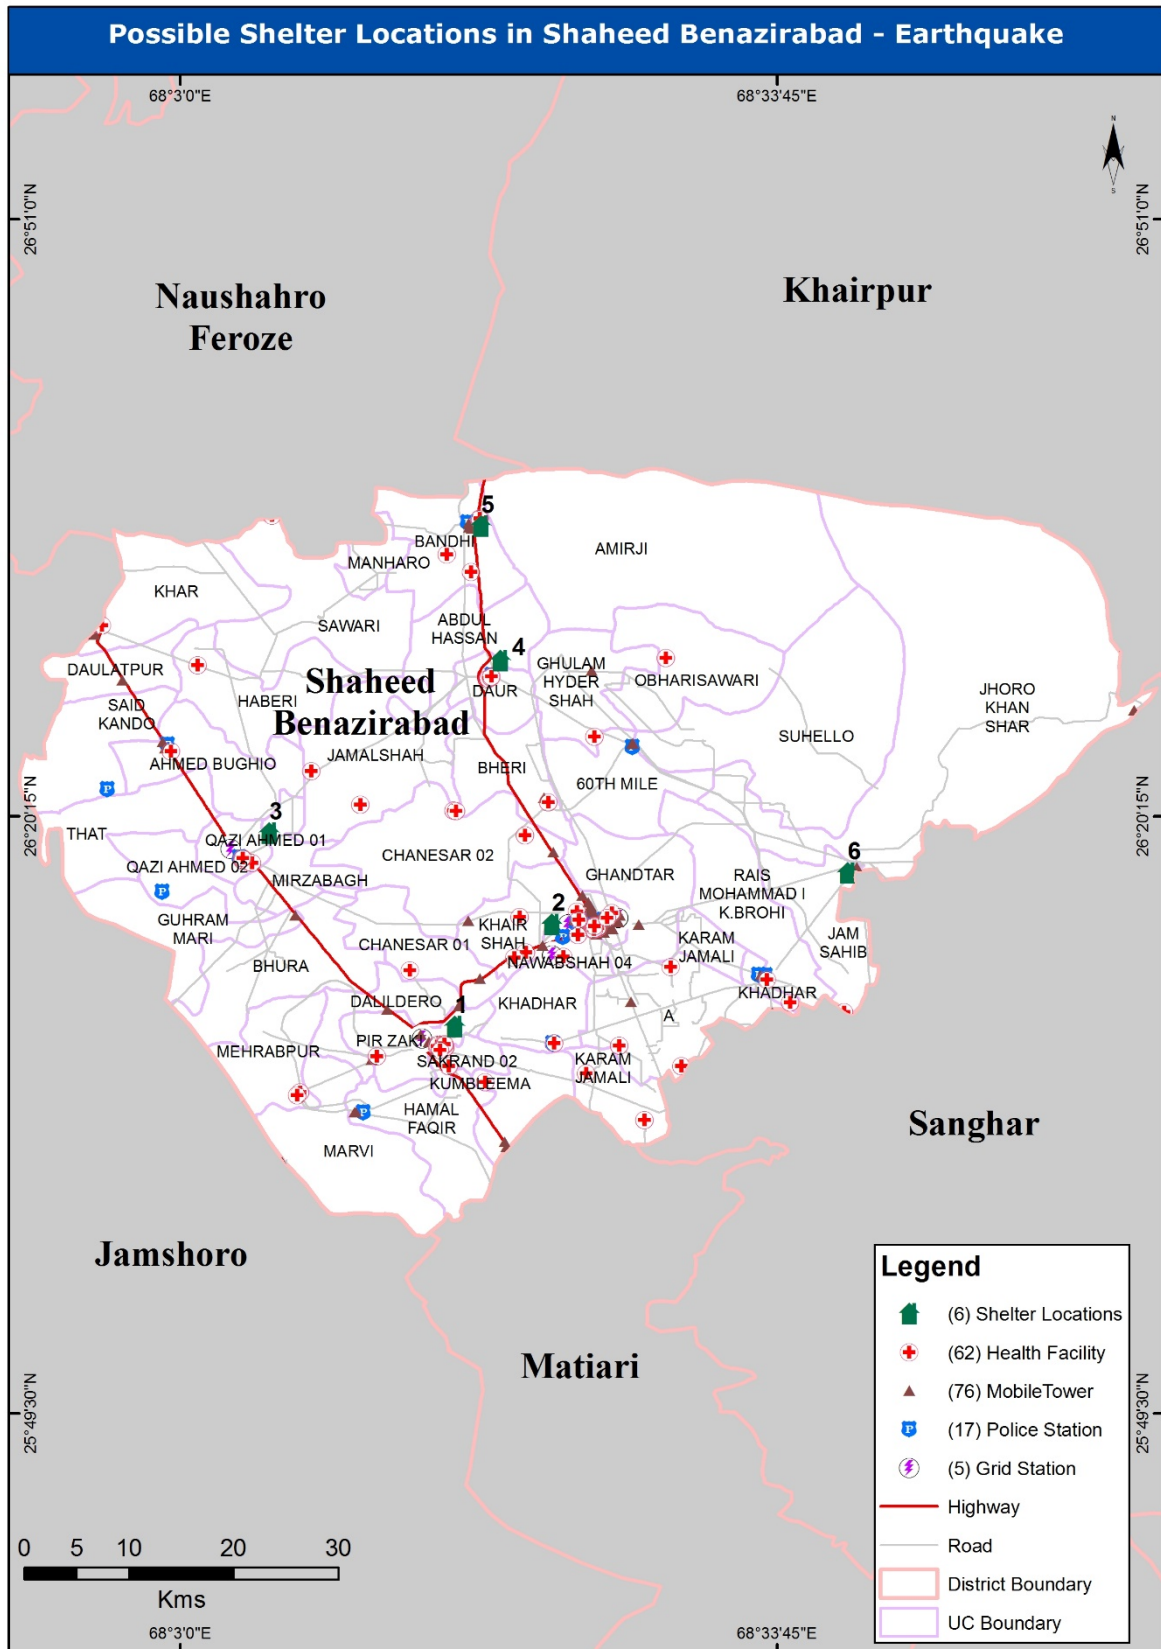 Possible Shelter Locations in Shaheed Benazirabad - Earthquake
68°3'0"E
68°33'45"E
N
S
26°51'0"N
26°51'0"N
Naushahro
Feroze
Khairpur
5
BANDHI
MANHARO
AMIRJI
KHAR
SAWARI
ABDUL
HASSAN
4
DAULATPUR
SAID
KANDO
HABERI
Shaheed
Benazirabad
DAUR
GHULAM
HYDER
SHAH
OBHARISAWARI
JHORO
KHAN
SHAR
SUHELLO
AHMED BUGHIO
JAMALSHAH
BHERI
60TH MILE
26°20'15"N
26°20'15"N
THAT
3
QAZI AHMED 01
QAZI AHMED 02
MIRZABAGH
CHANESAR 02
GHANDTAR
6
RAIS
MOHAMMAD I
K.BROHI
GUHRAM
MARI
2
KHAIR
SHAH
CHANESAR 01
NAWABSHAH 04
KARAM
JAMALI
JAM
SAHIB
BHURA
DALILDERO
KHADHAR
KHADHAR
1
A
PIR ZAKI
MEHRABPUR
SAKRAND 02
KUMBLEEMA
KARAM
JAMALI
HAMAL
FAQIR
MARVI
Sanghar
Jamshoro
Matiari
Legend
(6) Shelter Locations
(62) Health Facility
(76) MobileTower
P
(17) Police Station
(5) Grid Station
Highway
Road
District Boundary
UC Boundary
25°49'30"N
25°49'30"N
0 5 10 20 30
Kms
68°3'0"E
68°33'45"E